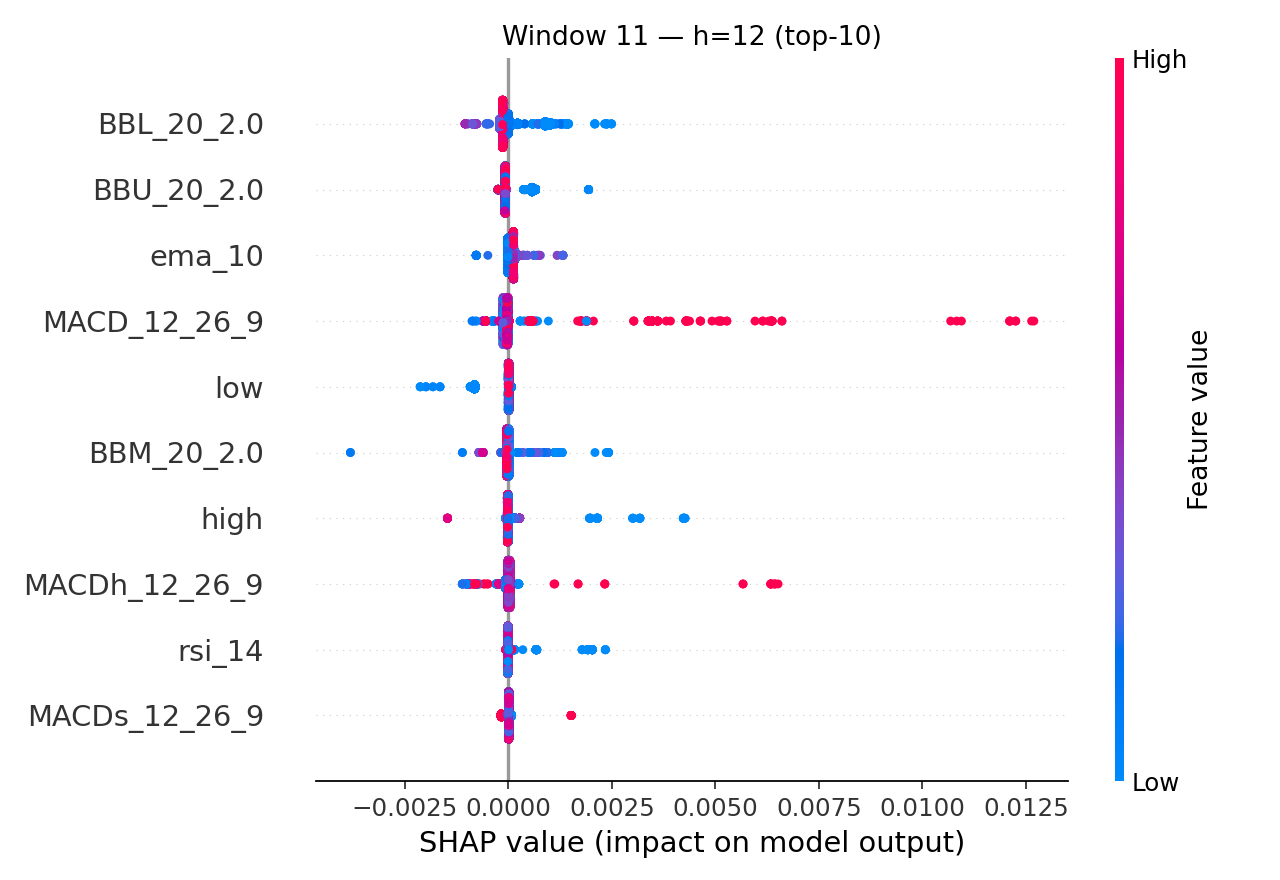 Window 11 — h=12 (top-10)
High
BBL_20_2.0
BBU_20_2.0
ema_10
MACD_12_26_9
low
BBM_20_2.0
high
MACDh_12_26_9
rsi_14
MACDs_12_26_9
Feature value
Low
−0.0025 0.0000 0.0025 0.0050 0.0075 0.0100 0.0125
SHAP value (impact on model output)